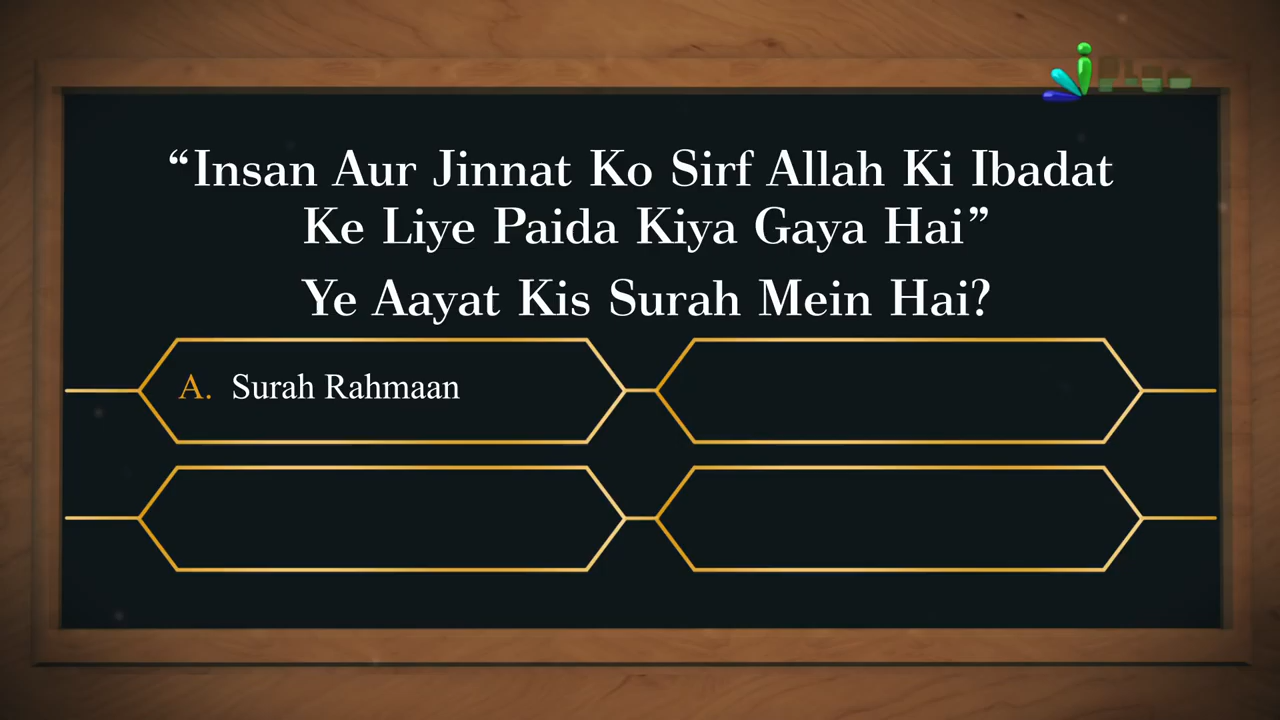 “Insan Aur Jinnat Ko Sirf Allah Ki Ibadat
Ke Liye Paida Kiya Gaya Hai”
Ye Aayat Kis Surah Mein Hai?
A. Surah Rahmaan